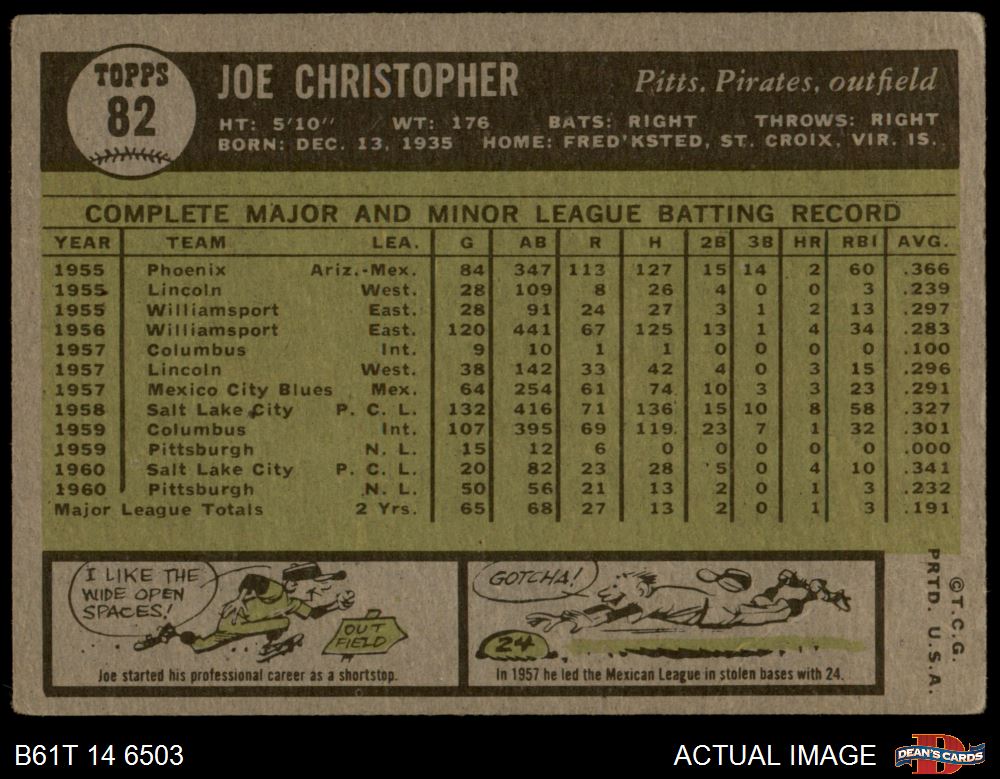 TOPPS
82
JOE CHRISTOPHER
Pitts. Pirates, outfield
HT: 5'10" WT: 176 BATS: RIGHT THROWS: RIGHT
BORN: DEC. 13, 1935 HOME: FRED'KSTED, ST. CROIX, VIR. IS.
COMPLETE MAJOR AND MINOR LEAGUE BATTING RECORD
YEAR TEAM LEA. G AB R H 2B 3B HR RBI AVG.
1955 Phoenix Ariz.-Mex. 84 347 113 127 15 14 2 60 .366
1955 Lincoln West. 28 109 8 26 4 0 0 3 .239
1955 Williamsport East. 28 91 24 27 3 1 2 13 .297
1956 Williamsport East. 120 441 67 125 13 1 4 34 .283
1957 Columbus Int. 9 10 1 1 0 0 0 0 .100
1957 Lincoln West. 38 142 33 42 4 0 3 15 .296
1957 Mexico City Blues Mex. 64 254 61 74 10 3 3 23 .291
1958 Salt Lake City P. C. L. 132 416 71 136 15 10 8 58 .327
1959 Columbus Int. 107 395 69 119 23 7 1 32 .301
1959 Pittsburgh N. L. 15 12 6 0 0 0 0 0 .000
1960 Salt Lake City P. C. L. 20 82 23 28 5 0 4 10 .341
1960 Pittsburgh N. L. 50 56 21 13 2 0 1 3 .232
Major League Totals 2 Yrs. 65 68 27 13 2 0 1 3 .191
I LIKE THE
WIDE OPEN
SPACES!
OUT
FIELD
Joe started his professional career as a shortstop.
GOTCHA!
24
In 1957 he led the Mexican League in stolen bases with 24.
©T.C.G.
PRTD. U.S.A.
B61T 14 6503
ACTUAL IMAGE
D
DEAN'S CARDS